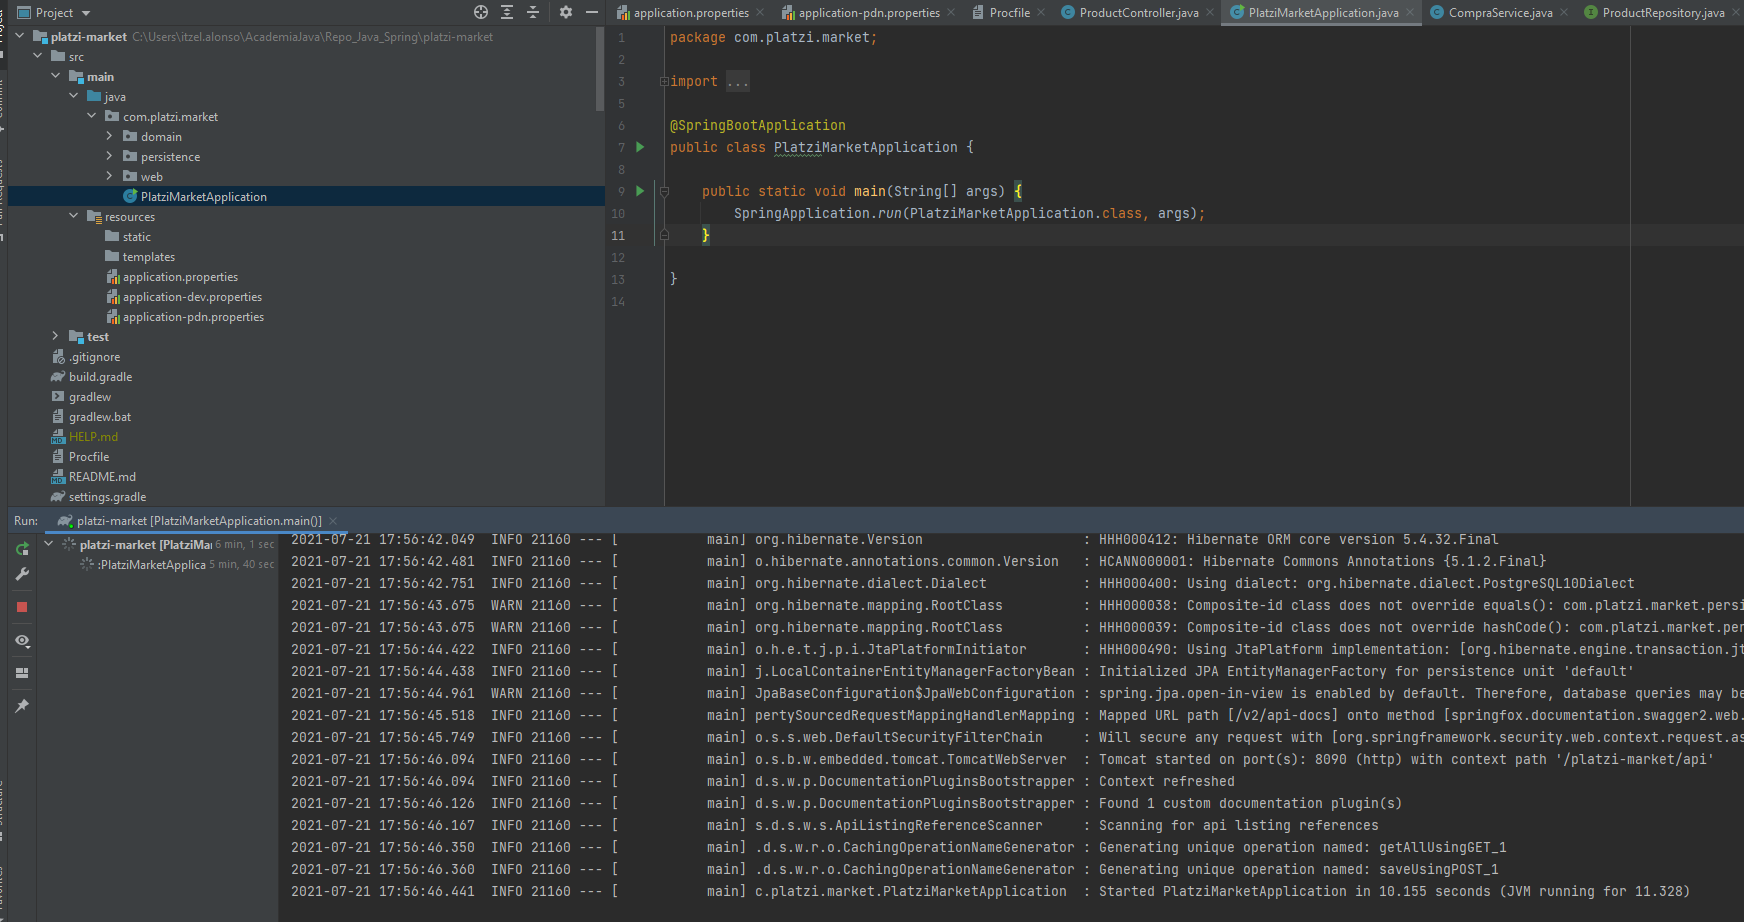 Project
platzi-market C:\Users\itzel.alonso\AcademiaJava\Repo_Java_Spring\platzi-market
src
main
java
com.platzi.market
domain
persistence
web
PlatziMarketApplication
resources
static
templates
application.properties
application-dev.properties
application-pdn.properties
test
.gitignore
build.gradle
gradlew
gradlew.bat
HELP.md
Procfile
README.md
settings.gradle
application.properties application-pdn.properties Procfile ProductController.java PlatziMarketApplication.java CompraService.java ProductRepository.java
1 package com.platzi.market;
2
3 import ...
5
6 @SpringBootApplication
7 public class PlatziMarketApplication {
8
9 public static void main(String[] args) {
10 SpringApplication.run(PlatziMarketApplication.class, args);
11 }
12
13 }
14
Run: platzi-market [PlatziMarketApplication.main()]
platzi-market [PlatziMar 6 min, 1 sec
:PlatziMarketApplica 5 min, 40 sec
2021-07-21 17:56:42.049 INFO 21160 --- [ main] org.hibernate.Version : HHH000412: Hibernate ORM core version 5.4.32.Final
2021-07-21 17:56:42.481 INFO 21160 --- [ main] o.hibernate.annotations.common.Version : HCANN000001: Hibernate Commons Annotations {5.1.2.Final}
2021-07-21 17:56:42.751 INFO 21160 --- [ main] org.hibernate.dialect.Dialect : HHH000400: Using dialect: org.hibernate.dialect.PostgreSQL10Dialect
2021-07-21 17:56:43.675 WARN 21160 --- [ main] org.hibernate.mapping.RootClass : HHH000038: Composite-id class does not override equals(): com.platzi.market.persi
2021-07-21 17:56:43.675 WARN 21160 --- [ main] org.hibernate.mapping.RootClass : HHH000039: Composite-id class does not override hashCode(): com.platzi.market.per
2021-07-21 17:56:44.422 INFO 21160 --- [ main] o.h.e.t.j.p.i.JtaPlatformInitiator : HHH000490: Using JtaPlatform implementation: [org.hibernate.engine.transaction.jt
2021-07-21 17:56:44.438 INFO 21160 --- [ main] j.LocalContainerEntityManagerFactoryBean : Initialized JPA EntityManagerFactory for persistence unit 'default'
2021-07-21 17:56:44.961 WARN 21160 --- [ main] JpaBaseConfiguration$JpaWebConfiguration : spring.jpa.open-in-view is enabled by default. Therefore, database queries may be
2021-07-21 17:56:45.518 INFO 21160 --- [ main] pertySourcedRequestMappingHandlerMapping : Mapped URL path [/v2/api-docs] onto method [springfox.documentation.swagger2.web.
2021-07-21 17:56:45.749 INFO 21160 --- [ main] o.s.s.web.DefaultSecurityFilterChain : Will secure any request with [org.springframework.security.web.context.request.as
2021-07-21 17:56:46.094 INFO 21160 --- [ main] o.s.b.w.embedded.tomcat.TomcatWebServer : Tomcat started on port(s): 8090 (http) with context path '/platzi-market/api'
2021-07-21 17:56:46.094 INFO 21160 --- [ main] d.s.w.p.DocumentationPluginsBootstrapper : Context refreshed
2021-07-21 17:56:46.126 INFO 21160 --- [ main] d.s.w.p.DocumentationPluginsBootstrapper : Found 1 custom documentation plugin(s)
2021-07-21 17:56:46.167 INFO 21160 --- [ main] s.d.s.w.s.ApiListingReferenceScanner : Scanning for api listing references
2021-07-21 17:56:46.350 INFO 21160 --- [ main] .d.s.w.r.o.CachingOperationNameGenerator : Generating unique operation named: getAllUsingGET_1
2021-07-21 17:56:46.360 INFO 21160 --- [ main] .d.s.w.r.o.CachingOperationNameGenerator : Generating unique operation named: saveUsingPOST_1
2021-07-21 17:56:46.441 INFO 21160 --- [ main] c.platzi.market.PlatziMarketApplication : Started PlatziMarketApplication in 10.155 seconds (JVM running for 11.328)